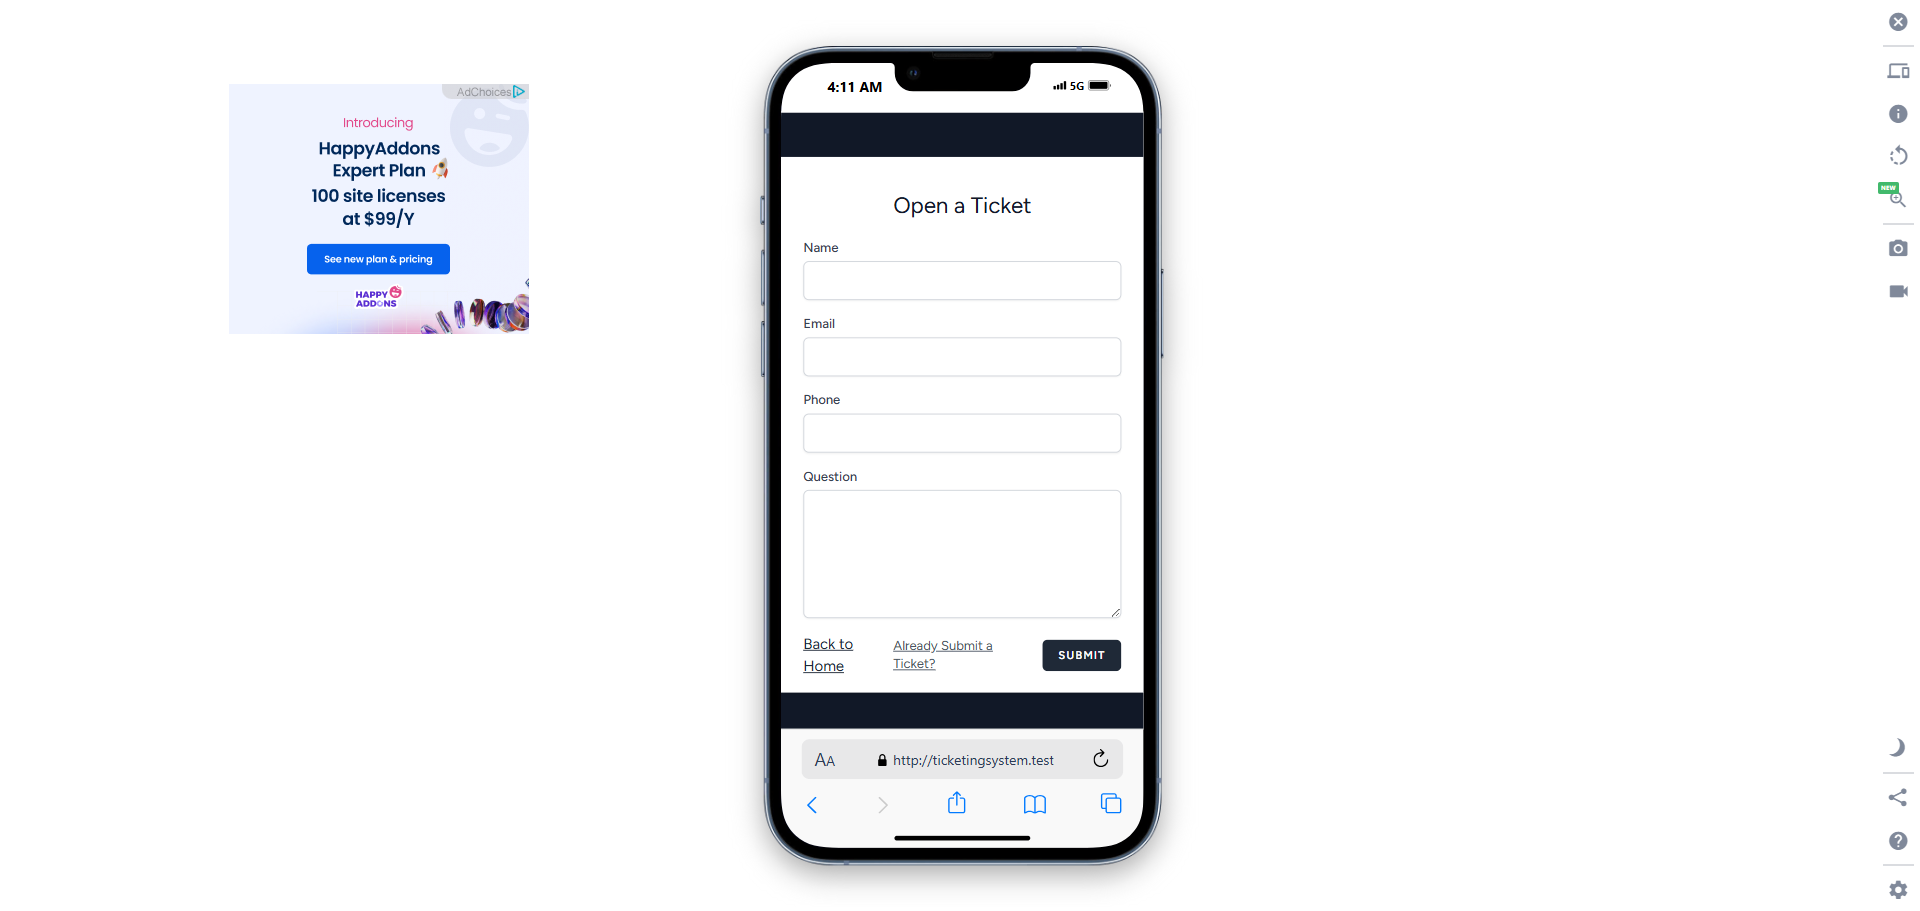 AdChoices
Introducing
HappyAddons
Expert Plan
100 site licenses
at $99/Y
See new plan & pricing
HAPPY
ADDONS
4:11 AM
5G
Open a Ticket
Name
Email
Phone
Question
Back to
Home
Already Submit a
Ticket?
SUBMIT
AA
http://ticketingsystem.test
NEW